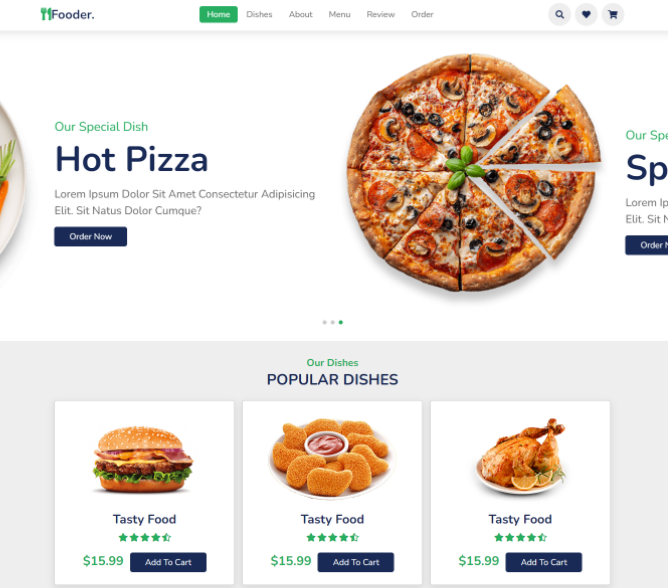 Fooder.
Home Dishes About Menu Review Order
Our Special Dish
Hot Pizza
Lorem Ipsum Dolor Sit Amet Consectetur Adipisicing
Elit. Sit Natus Dolor Cumque?
Order Now
Our Spe
Sp
Lorem Ip
Elit. Sit N
Order N
Our Dishes
POPULAR DISHES
Tasty Food
$15.99 Add To Cart
Tasty Food
$15.99 Add To Cart
Tasty Food
$15.99 Add To Cart